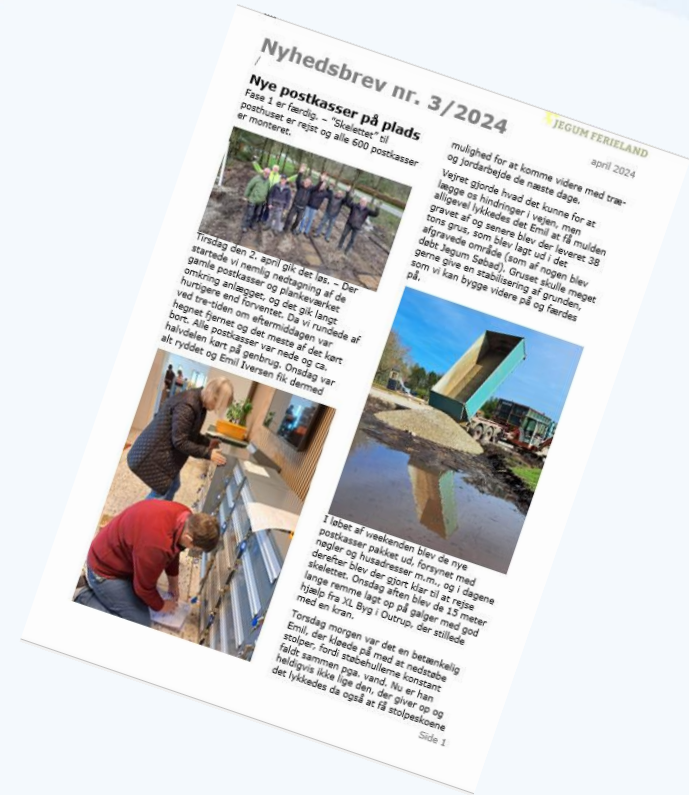 Nyhedsbrev nr. 3/2024
/
JEGUM FERIELAND
april 2024
Nye postkasser på plads
Fase 1 er færdig. – "Skelettet" til
posthuset er rejst og alle 600 postkasser
er monteret.
Tirsdag den 2. april gik det løs. – Der
startede vi nemlig nedtagning af de
gamle postkasser og plankeværket
omkring anlægget, og det gik langt
hurtigere end forventet. Da vi rundede af
ved tre-tiden om eftermiddagen var
hegnet fjernet og det meste af det kørt
bort. Alle postkasser var nede og ca.
halvdelen kørt på genbrug. Onsdag var
alt ryddet og Emil Iversen fik dermed
mulighed for at komme videre med træ-
og jordarbejde de næste dage.
Vejret gjorde hvad det kunne for at
lægge os hindringer i vejen, men
alligevel lykkedes det Emil at få mulden
gravet af og senere blev der leveret 38
tons grus, som blev lagt ud i det
afgravede område (som af nogen blev
døbt Jegum Søbad). Gruset skulle meget
gerne give en stabilisering af grunden,
som vi kan bygge videre på og færdes
på.
I løbet af weekenden blev de nye
postkasser pakket ud, forsynet med
nøgler og husadresser m.m., og i dagene
derefter blev der gjort klar til at rejse
skelettet. Onsdag aften blev de 15 meter
lange remme lagt op på galger med god
hjælp fra XL Byg i Outrup, der stillede
med en kran.
Torsdag morgen var det en betænkelig
Emil, der kløede på med at nedstøbe
stolper, fordi støbehullerne konstant
faldt sammen pga. vand. Nu er han
heldigvis ikke lige den, der giver op og
det lykkedes da også at få stolpeskoene
Side 1